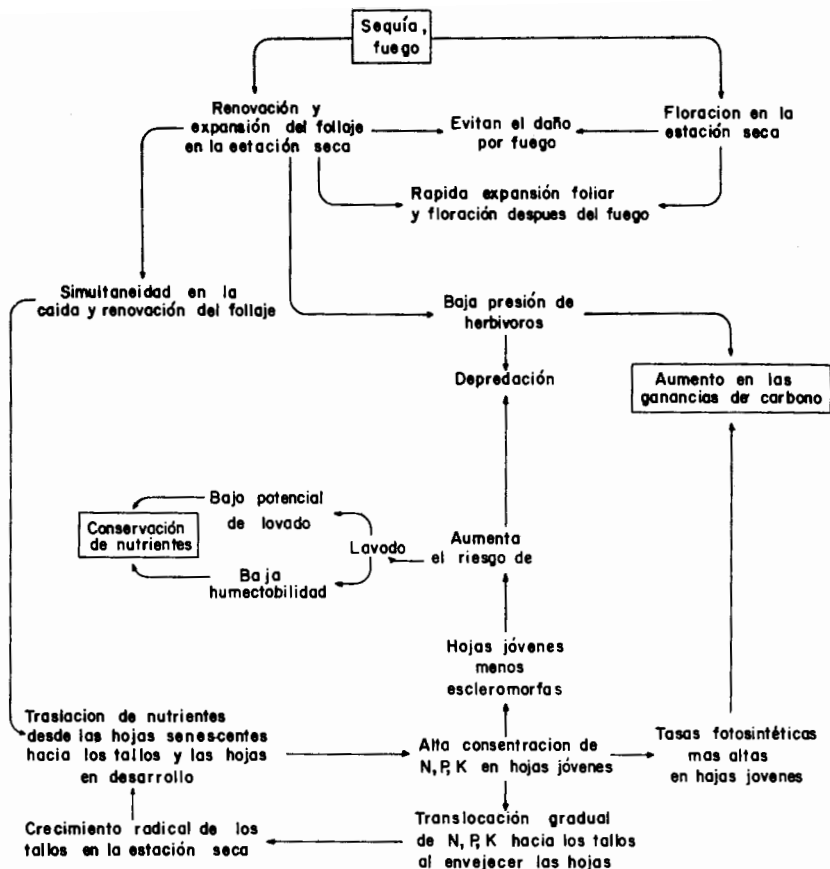 Sequía,
fuego
Renovación y
expansión del follaje
en la estación seca
Evitan el daño
por fuego
Floracion en la
estación seca
Rapida expansión foliar
y floración despues del fuego
Simultaneidad en la
caida y renovación del follaje
Baja presión de
herbivoros
Depredación
Aumento en las
ganancias de carbono
Bajo potencial
de lovado
Conservación
de nutrientes
Lavodo
Aumenta
el riesgo de
Baja
humectobilidad
Hojas jóvenes
menos
escleromorfas
Traslacion de nutrientes
desde las hojas senes-centes
hacia los tallos y las hojas
en desarrollo
Alta consentracion de
N, P, K en hojas jóvenes
Tasas fotosintéticas
mas altas
en hojas jovenes
Crecimiento radical de los
tallos en la estación seca
Translocación gradual
de N, P, K hacia los tallos
al envejecer las hojas